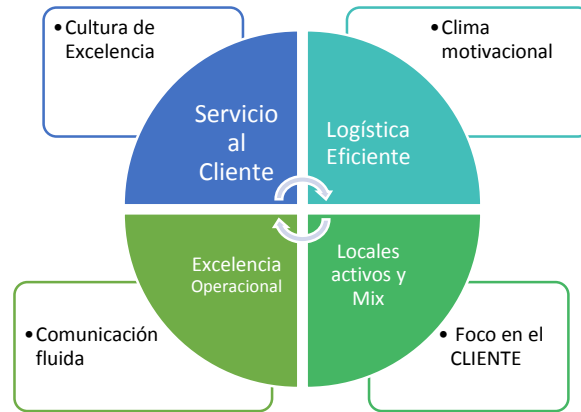 •Cultura de
Excelencia
•Clima
motivacional
Servicio
al
Cliente
Logística
Eficiente
Excelencia
Operacional
Locales
activos y
Mix
•Comunicación
fluida
• Foco en el
CLIENTE